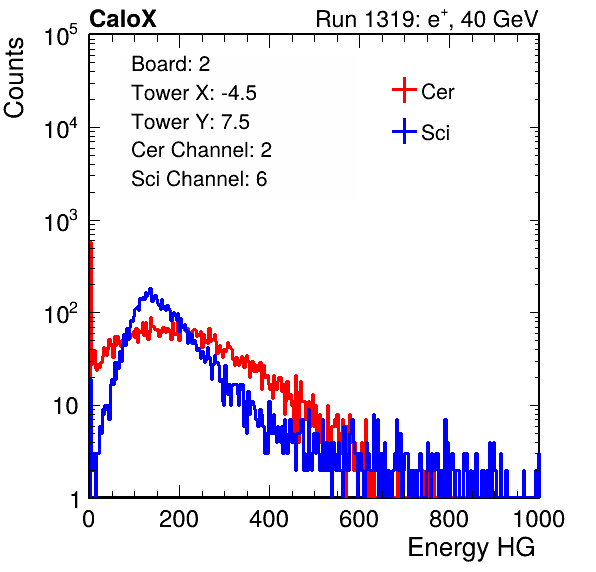 CaloX
Run 1319: e⁺, 40 GeV
Counts
10⁵
10⁴
10³
10²
10
1
Board: 2
Tower X: -4.5
Tower Y: 7.5
Cer Channel: 2
Sci Channel: 6
Cer
Sci
0 200 400 600 800 1000
Energy HG